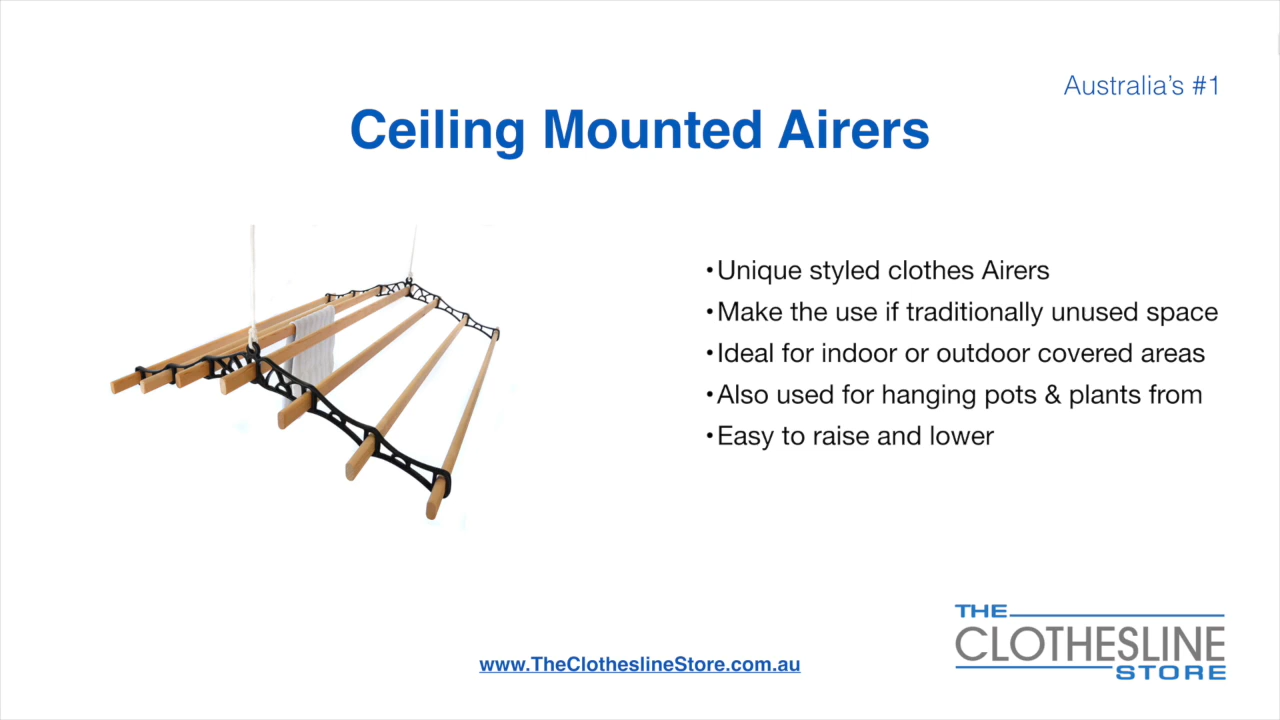 Australia's #1
Ceiling Mounted Airers
•Unique styled clothes Airers
•Make the use if traditionally unused space
•Ideal for indoor or outdoor covered areas
•Also used for hanging pots & plants from
•Easy to raise and lower
THE
CLOTHESLINE
STORE
www.TheClotheslineStore.com.au